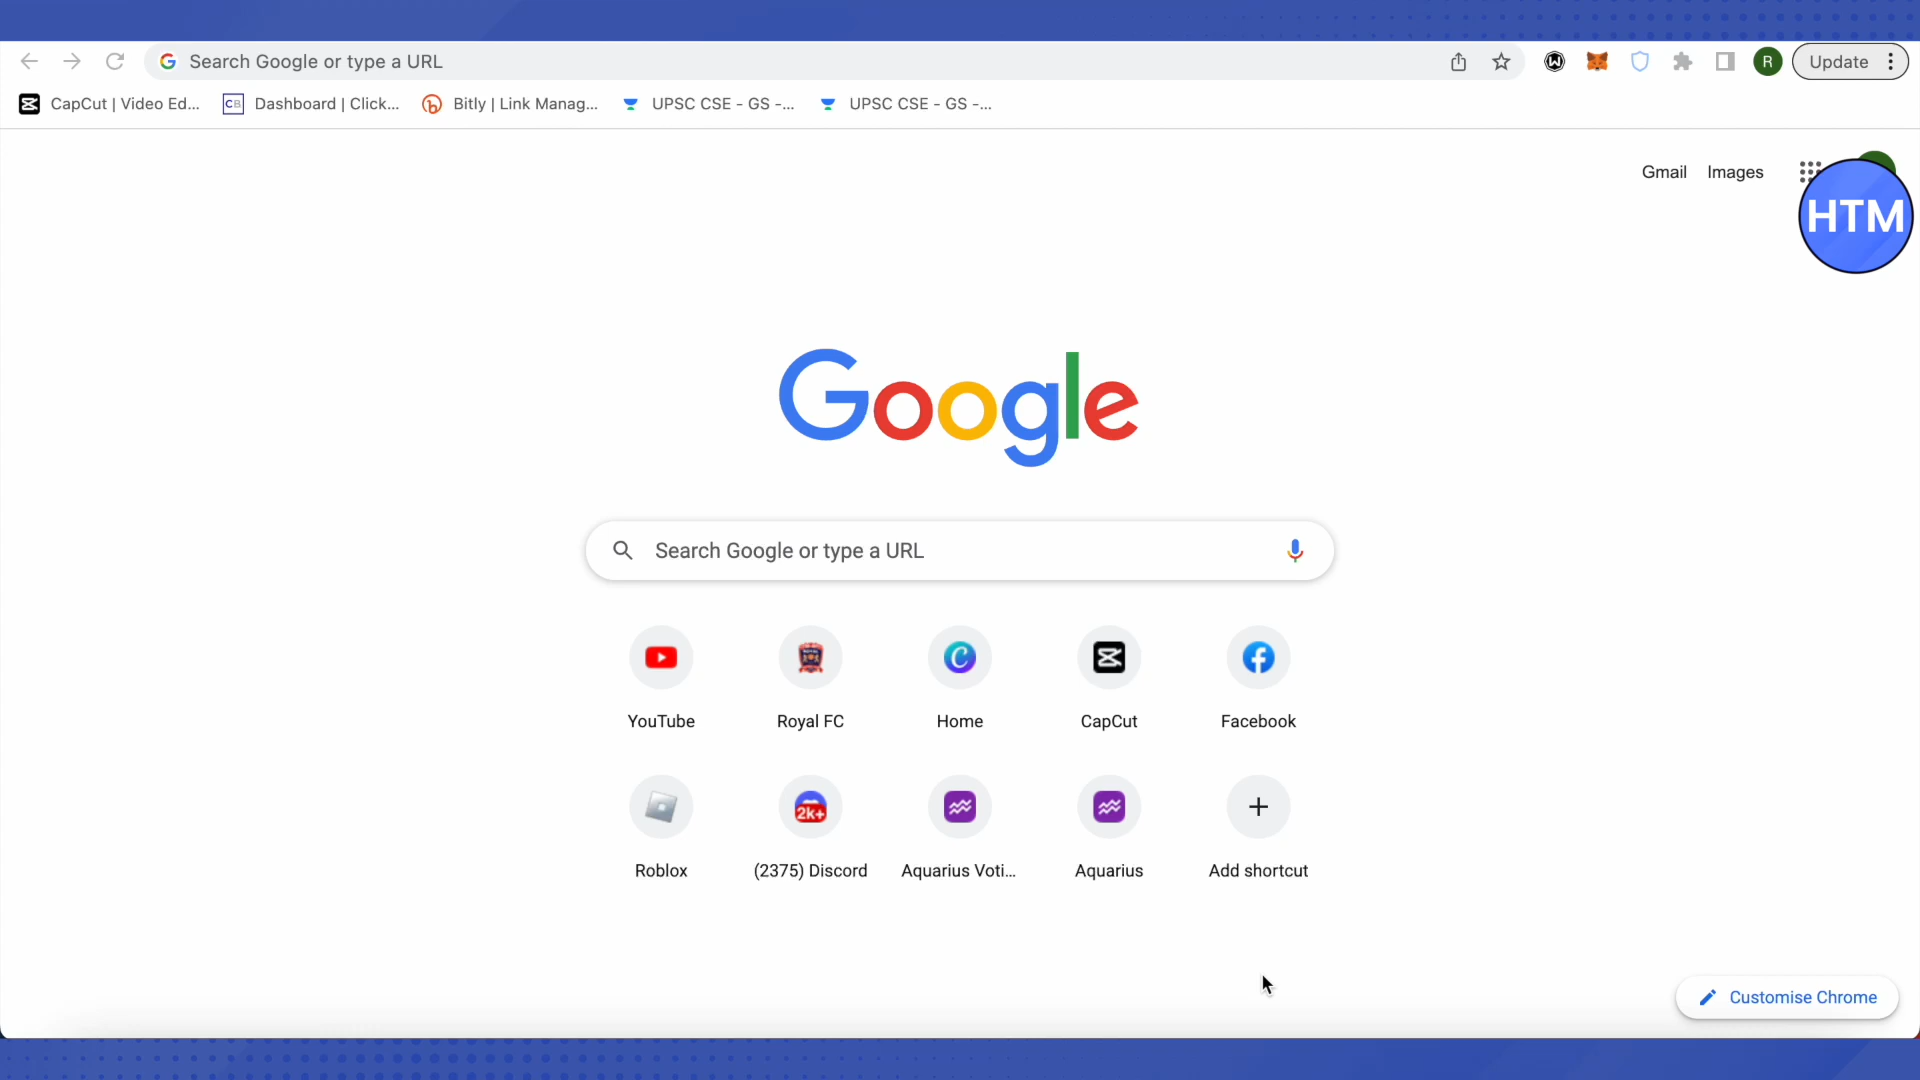 Search Google or type a URL
R
Update
CapCut | Video Ed...
CB
Dashboard | Click...
Bitly | Link Manag...
UPSC CSE - GS -...
UPSC CSE - GS -...
Gmail
Images
HTM
Google
Search Google or type a URL
YouTube
Royal FC
Home
CapCut
Facebook
2K+
Roblox
(2375) Discord
Aquarius Voti...
Aquarius
Add shortcut
Customise Chrome